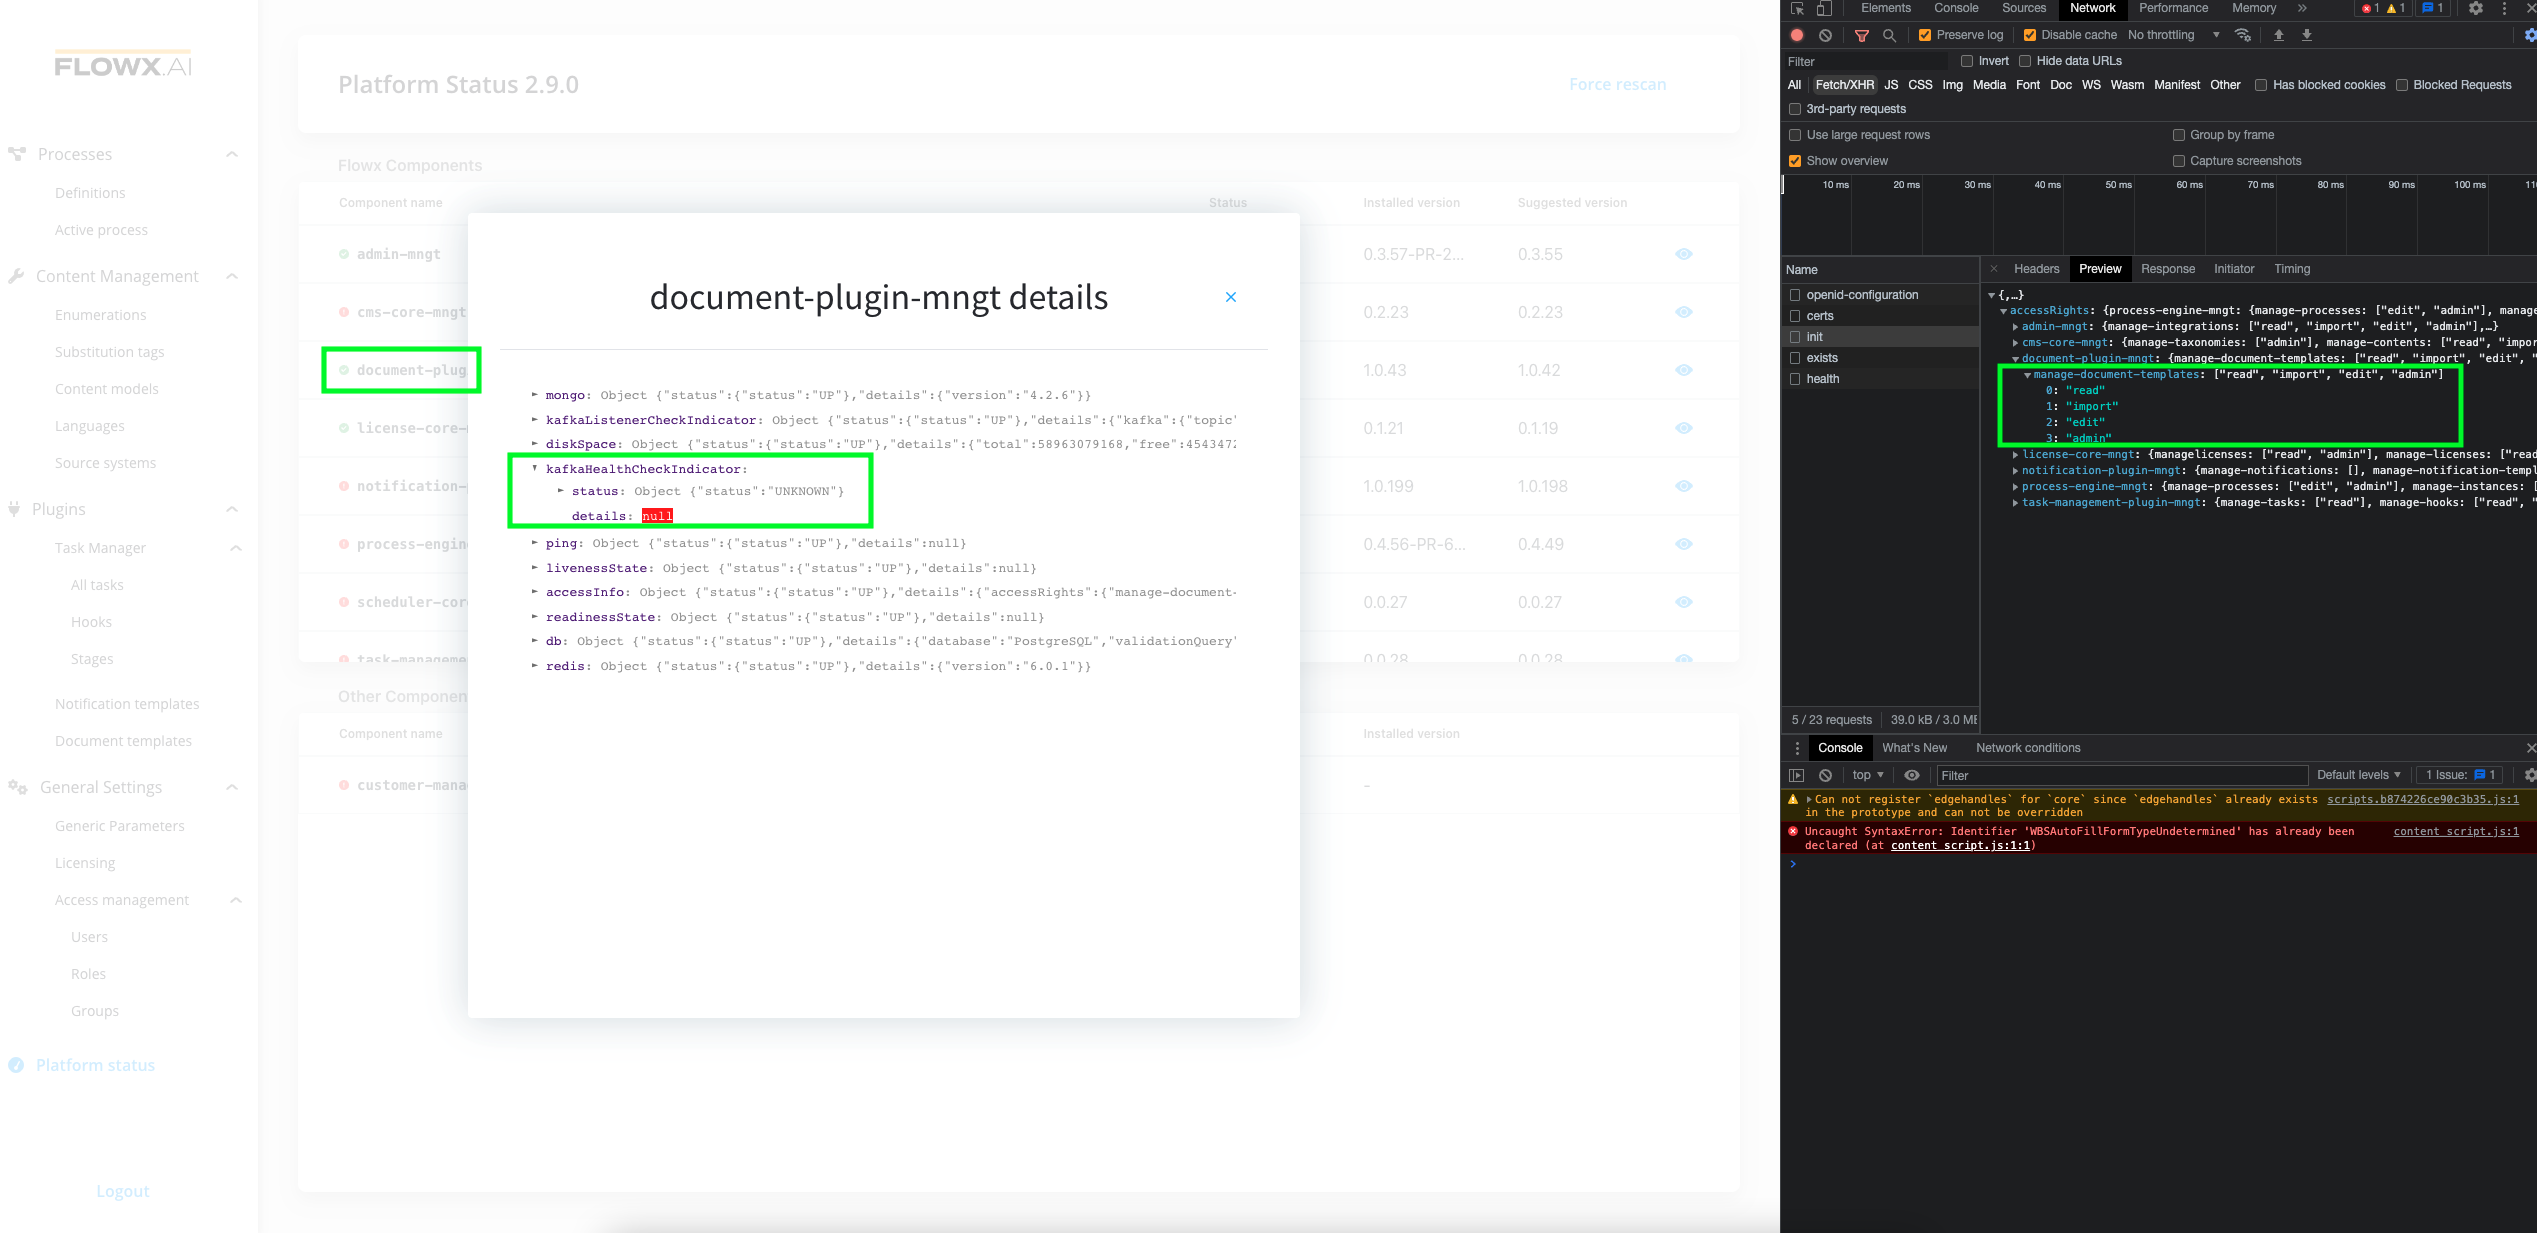 FLOWX.AI
Processes
Definitions
Active process
Content Management
Enumerations
Substitution tags
Content models
Languages
Source systems
Plugins
Task Manager
All tasks
Hooks
Stages
Notification templates
Document templates
General Settings
Generic Parameters
Licensing
Access management
Users
Roles
Groups
Platform status
Logout
Platform Status 2.9.0
Force rescan
Flowx Components
Component name Status Installed version Suggested version
admin-mngt 0.3.57-PR-2... 0.3.55
cms-core-mngt 0.2.23 0.2.23
document-plug 1.0.43 1.0.42
license-core- 0.1.21 0.1.19
notification- 1.0.199 1.0.198
process-engin 0.4.56-PR-6... 0.4.49
scheduler-cor 0.0.27 0.0.27
task-manageme 0.0.28 0.0.28
Other Componen
Component name Installed version
customer-mana -
document-plugin-mngt details
mongo: Object {"status":{"status":"UP"},"details":{"version":"4.2.6"}}
kafkaListenerCheckIndicator: Object {"status":{"status":"UP"},"details":{"kafka":{"topic"
diskSpace: Object {"status":{"status":"UP"},"details":{"total":58963079168,"free":4543472
kafkaHealthCheckIndicator:
status: Object {"status":"UNKNOWN"}
details: null
ping: Object {"status":{"status":"UP"},"details":null}
livenessState: Object {"status":{"status":"UP"},"details":null}
accessInfo: Object {"status":{"status":"UP"},"details":{"accessRights":{"manage-document-
readinessState: Object {"status":{"status":"UP"},"details":null}
db: Object {"status":{"status":"UP"},"details":{"database":"PostgreSQL","validationQuery"
redis: Object {"status":{"status":"UP"},"details":{"version":"6.0.1"}}
Elements Console Sources Network Performance Memory » 1 1 1
Preserve log Disable cache No throttling
Filter Invert Hide data URLs
All Fetch/XHR JS CSS Img Media Font Doc WS Wasm Manifest Other Has blocked cookies Blocked Requests
3rd-party requests
Use large request rows Group by frame
Show overview Capture screenshots
10 ms 20 ms 30 ms 40 ms 50 ms 60 ms 70 ms 80 ms 90 ms 100 ms 11
Name
openid-configuration
certs
init
exists
health
Headers Preview Response Initiator Timing
{,…}
accessRights: {process-engine-mngt: {manage-processes: ["edit", "admin"], manage
admin-mngt: {manage-integrations: ["read", "import", "edit", "admin"],…}
cms-core-mngt: {manage-taxonomies: ["admin"], manage-contents: ["read", "impor
document-plugin-mngt: {manage-document-templates: ["read", "import", "edit", "
manage-document-templates: ["read", "import", "edit", "admin"]
0: "read"
1: "import"
2: "edit"
3: "admin"
license-core-mngt: {managelicenses: ["read", "admin"], manage-licenses: ["read
notification-plugin-mngt: {manage-notifications: [], manage-notification-templ
process-engine-mngt: {manage-processes: ["edit", "admin"], manage-instances: [
task-management-plugin-mngt: {manage-tasks: ["read"], manage-hooks: ["read", "
5 / 23 requests 39.0 kB / 3.0 ME
Console What's New Network conditions
top Filter Default levels 1 Issue: 1
Can not register `edgehandles` for `core` since `edgehandles` already exists scripts.b874226ce90c3b35.js:1
in the prototype and can not be overridden
Uncaught SyntaxError: Identifier 'WBSAutoFillFormTypeUndetermined' has already been content script.js:1
declared (at content script.js:1:1)